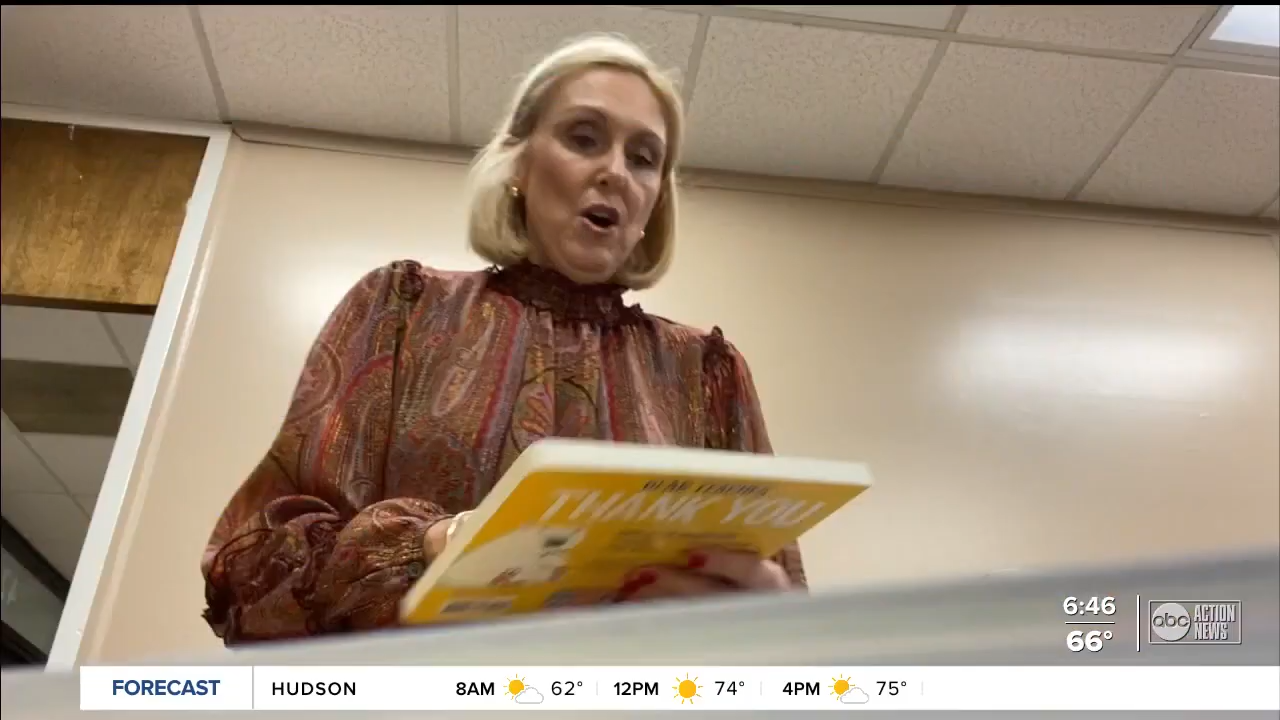 THANK YOU
6:46
66°
abc ACTION NEWS
FORECAST
HUDSON
8AM 62° 12PM 74° 4PM 75°